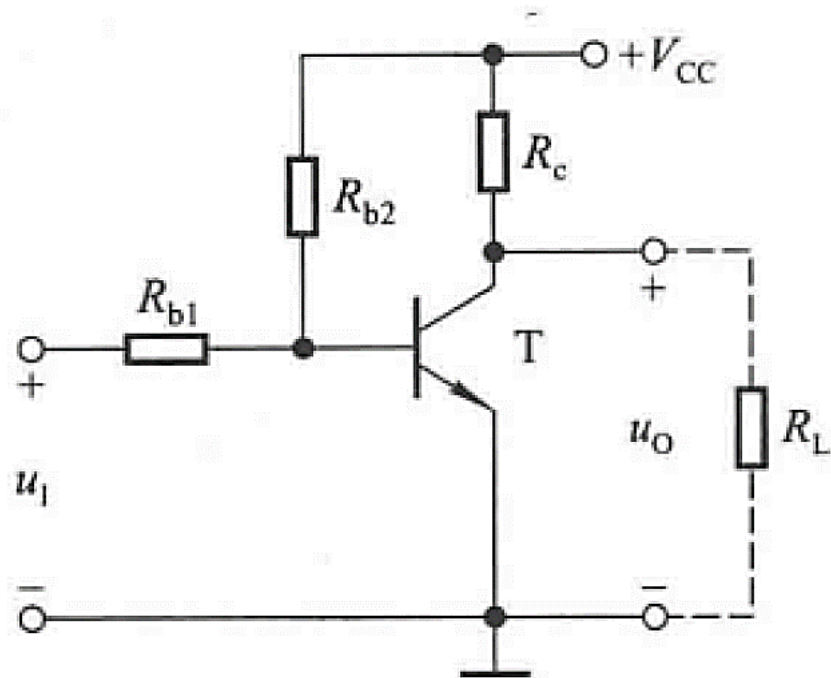 +V_CC
R_c
R_b2
R_b1
T
+
+
u_O
R_L
u_I
−
−